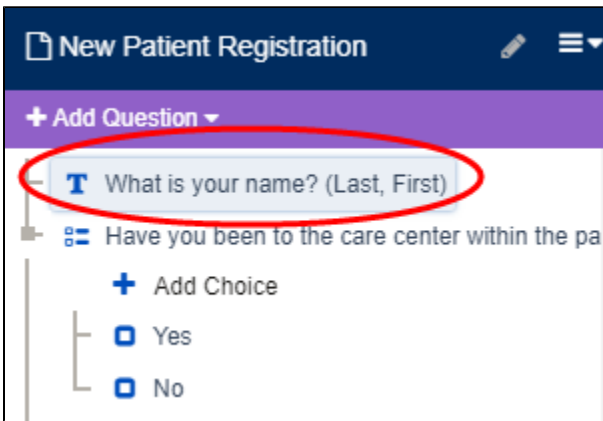 New Patient Registration
Add Question
T What is your name? (Last, First)
Have you been to the care center within the
Add Choice
Yes
No